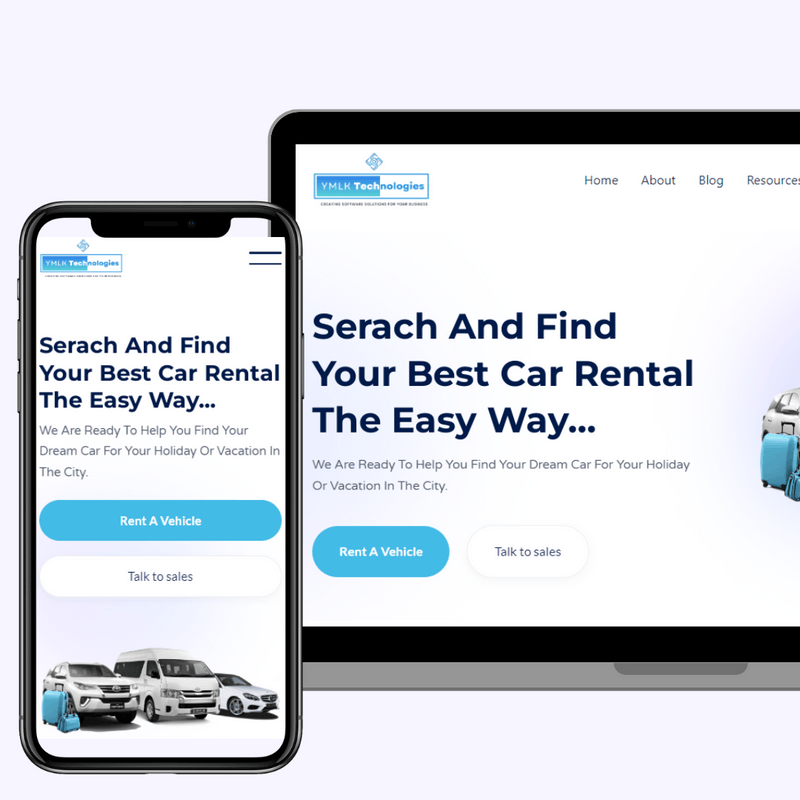 YMLK Technologies
CREATING SOFTWARE SOLUTIONS FOR YOUR BUSINESS
Home About Blog Resources
Serach And Find
Your Best Car Rental
The Easy Way...
We Are Ready To Help You Find Your Dream Car For Your Holiday
Or Vacation In The City.
Rent A Vehicle Talk to sales
YMLK Technologies
Serach And Find
Your Best Car Rental
The Easy Way...
We Are Ready To Help You Find Your
Dream Car For Your Holiday Or Vacation In
The City.
Rent A Vehicle
Talk to sales